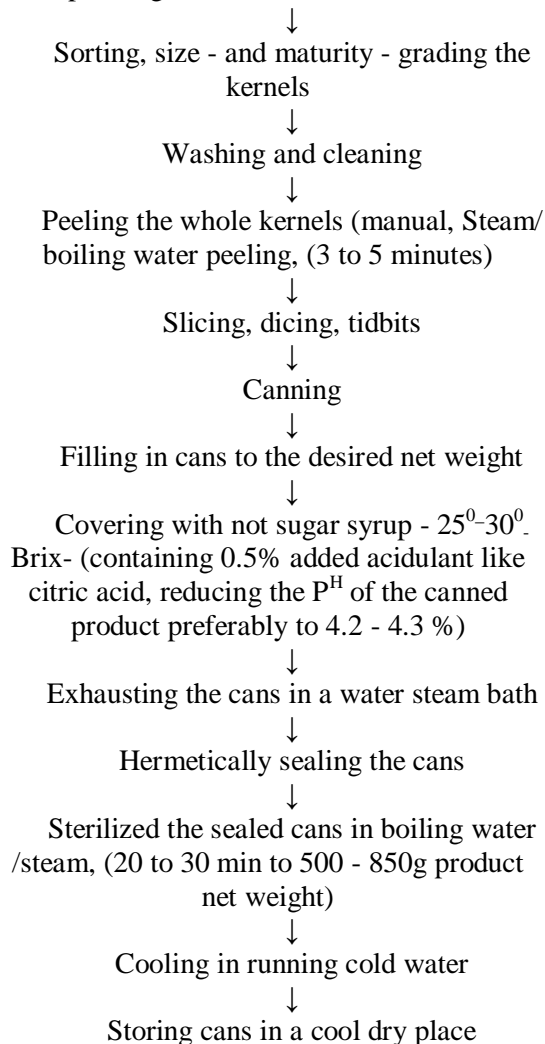 ↓
Sorting, size - and maturity - grading the
kernels
↓
Washing and cleaning
↓
Peeling the whole kernels (manual, Steam/
boiling water peeling, (3 to 5 minutes)
↓
Slicing, dicing, tidbits
↓
Canning
↓
Filling in cans to the desired net weight
↓
Covering with not sugar syrup - 25⁰-30⁰-
Brix- (containing 0.5% added acidulant like
citric acid, reducing the Pᴴ of the canned
product preferably to 4.2 - 4.3 %)
↓
Exhausting the cans in a water steam bath
↓
Hermetically sealing the cans
↓
Sterilized the sealed cans in boiling water
/steam, (20 to 30 min to 500 - 850g product
net weight)
↓
Cooling in running cold water
↓
Storing cans in a cool dry place